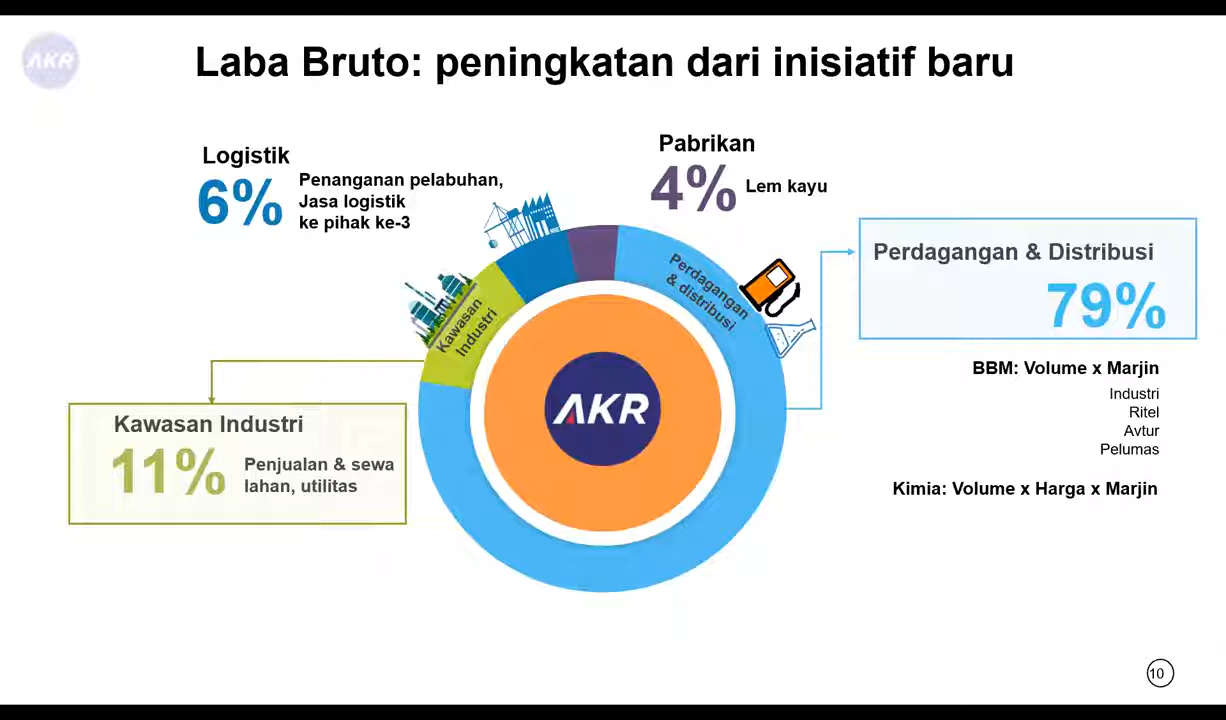 AKR
Laba Bruto: peningkatan dari inisiatif baru
Logistik
6%
Penanganan pelabuhan,
Jasa logistik
ke pihak ke-3
Pabrikan
4%
Lem kayu
Perdagangan
& distribusi
Kawasan
Industri
AKR
Perdagangan & Distribusi
79%
BBM: Volume x Marjin
Industri
Ritel
Avtur
Pelumas
Kimia: Volume x Harga x Marjin
Kawasan Industri
11%
Penjualan & sewa
lahan, utilitas
10